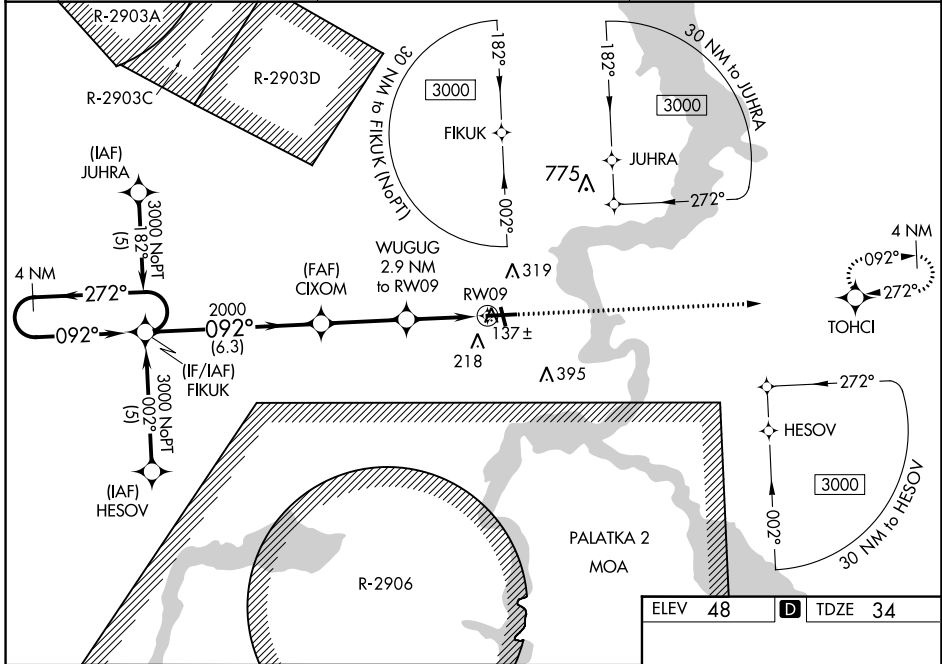 R-2903A
R-2903C
R-2903D
30 NM to FIKUK (NoPT)
182°
3000
FIKUK
002°
182°
30 NM to JUHRA
3000
JUHRA
775
272°
(IAF)
JUHRA
3000 NoPT
182°
(5)
4 NM
272°
092°
2000
092°
(6.3)
(IF/IAF)
FIKUK
3000 NoPT
002°
(5)
(IAF)
HESOV
(FAF)
CIXOM
WUGUG
2.9 NM
to RW09
319
RW09
137±
218
395
4 NM
092°
272°
TOHCI
272°
HESOV
3000
002°
30 NM to HESOV
PALATKA 2
MOA
R-2906
ELEV 48 D TDZE 34